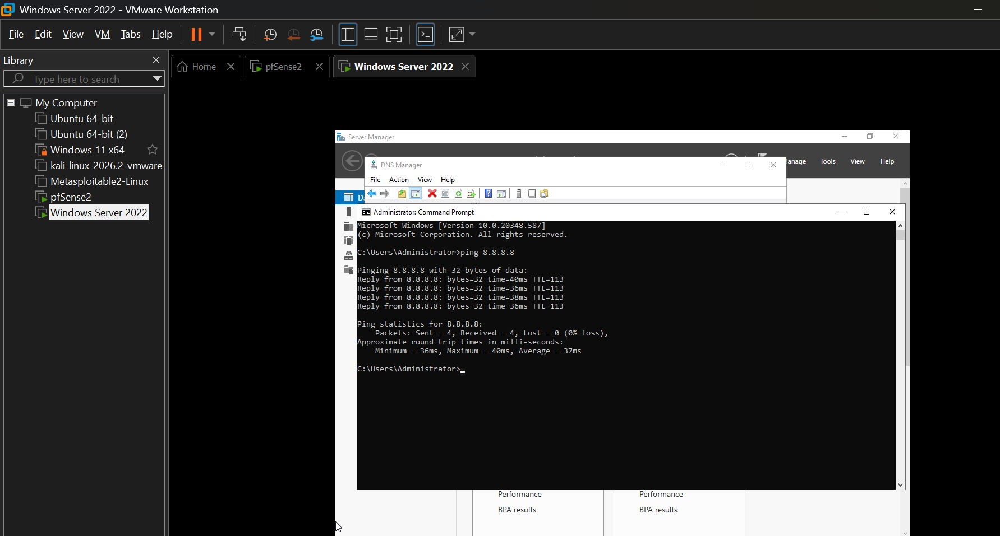 Windows Server 2022 - VMware Workstation
File Edit View VM Tabs Help
Library
Type here to search
Home
pfSense2
Windows Server 2022
My Computer
Ubuntu 64-bit
Ubuntu 64-bit (2)
Windows 11 x64
kali-linux-2026.2-vmware-
Metasploitable2-Linux
pfSense2
Windows Server 2022
Server Manager
anage Tools View Help
DNS Manager
File Action View Help
D
Administrator: Command Prompt
Microsoft Windows [Version 10.0.20348.587]
(c) Microsoft Corporation. All rights reserved.
C:\Users\Administrator>ping 8.8.8.8
Pinging 8.8.8.8 with 32 bytes of data:
Reply from 8.8.8.8: bytes=32 time=40ms TTL=113
Reply from 8.8.8.8: bytes=32 time=36ms TTL=113
Reply from 8.8.8.8: bytes=32 time=38ms TTL=113
Reply from 8.8.8.8: bytes=32 time=36ms TTL=113
Ping statistics for 8.8.8.8:
Packets: Sent = 4, Received = 4, Lost = 0 (0% loss),
Approximate round trip times in milli-seconds:
Minimum = 36ms, Maximum = 40ms, Average = 37ms
C:\Users\Administrator>
Performance
BPA results
Performance
BPA results